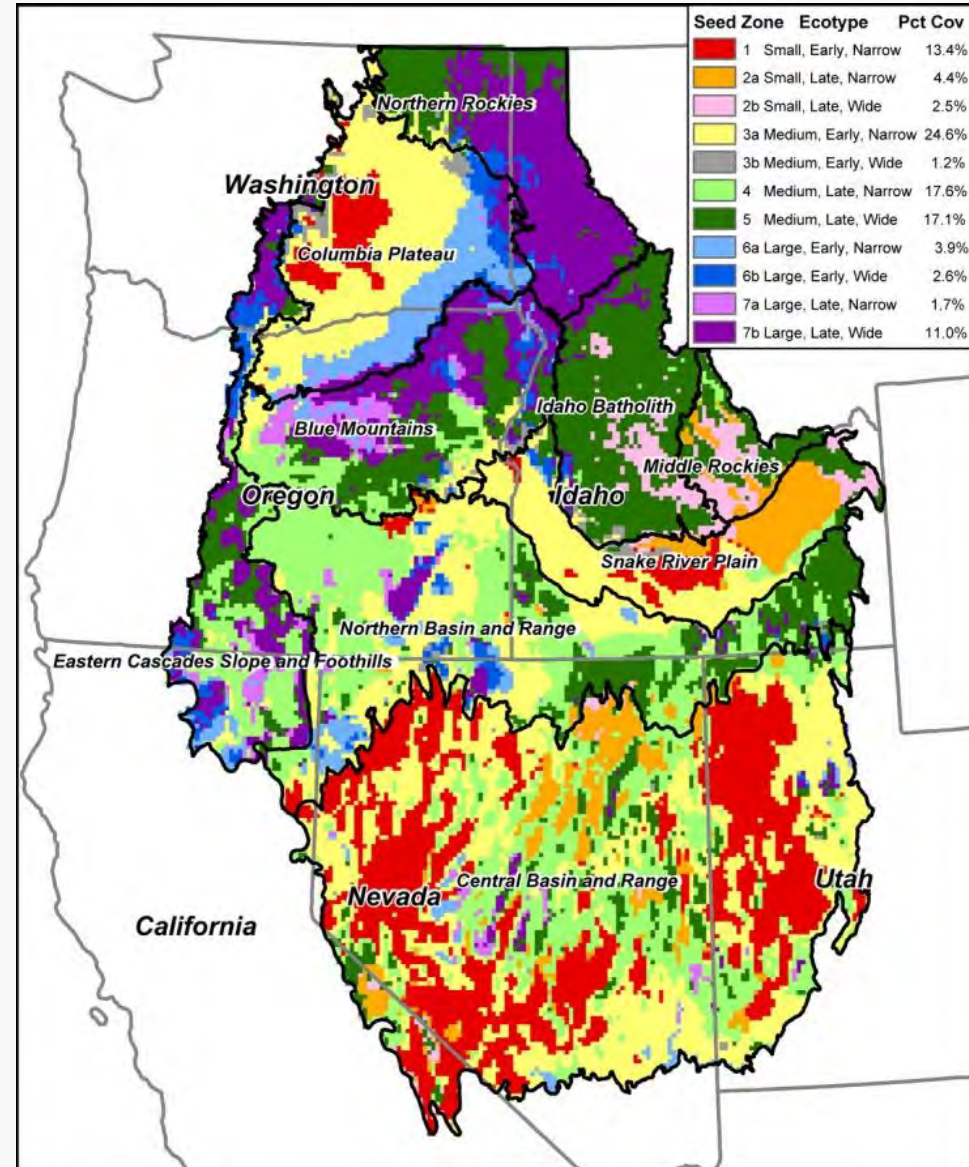 Seed Zone Ecotype Pct Cov
1 Small, Early, Narrow 13.4%
2a Small, Late, Narrow 4.4%
2b Small, Late, Wide 2.5%
3a Medium, Early, Narrow 24.6%
3b Medium, Early, Wide 1.2%
4 Medium, Late, Narrow 17.6%
5 Medium, Late, Wide 17.1%
6a Large, Early, Narrow 3.9%
6b Large, Early, Wide 2.6%
7a Large, Late, Narrow 1.7%
7b Large, Late, Wide 11.0%
Northern Rockies
Washington
Columbia Plateau
Idaho Batholith
Blue Mountains
Middle Rockies
Oregon
Idaho
Snake River Plain
Northern Basin and Range
Eastern Cascades Slope and Foothills
Central Basin and Range
Utah
Nevada
California